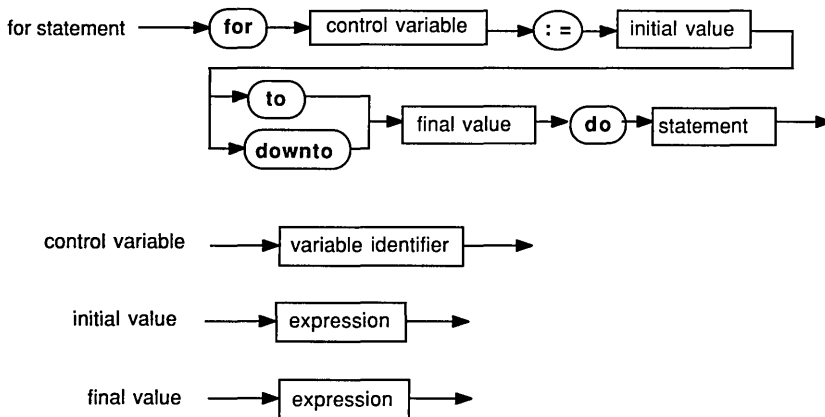 for statement for control variable := initial value
to
downto final value do statement
control variable variable identifier
initial value expression
final value expression